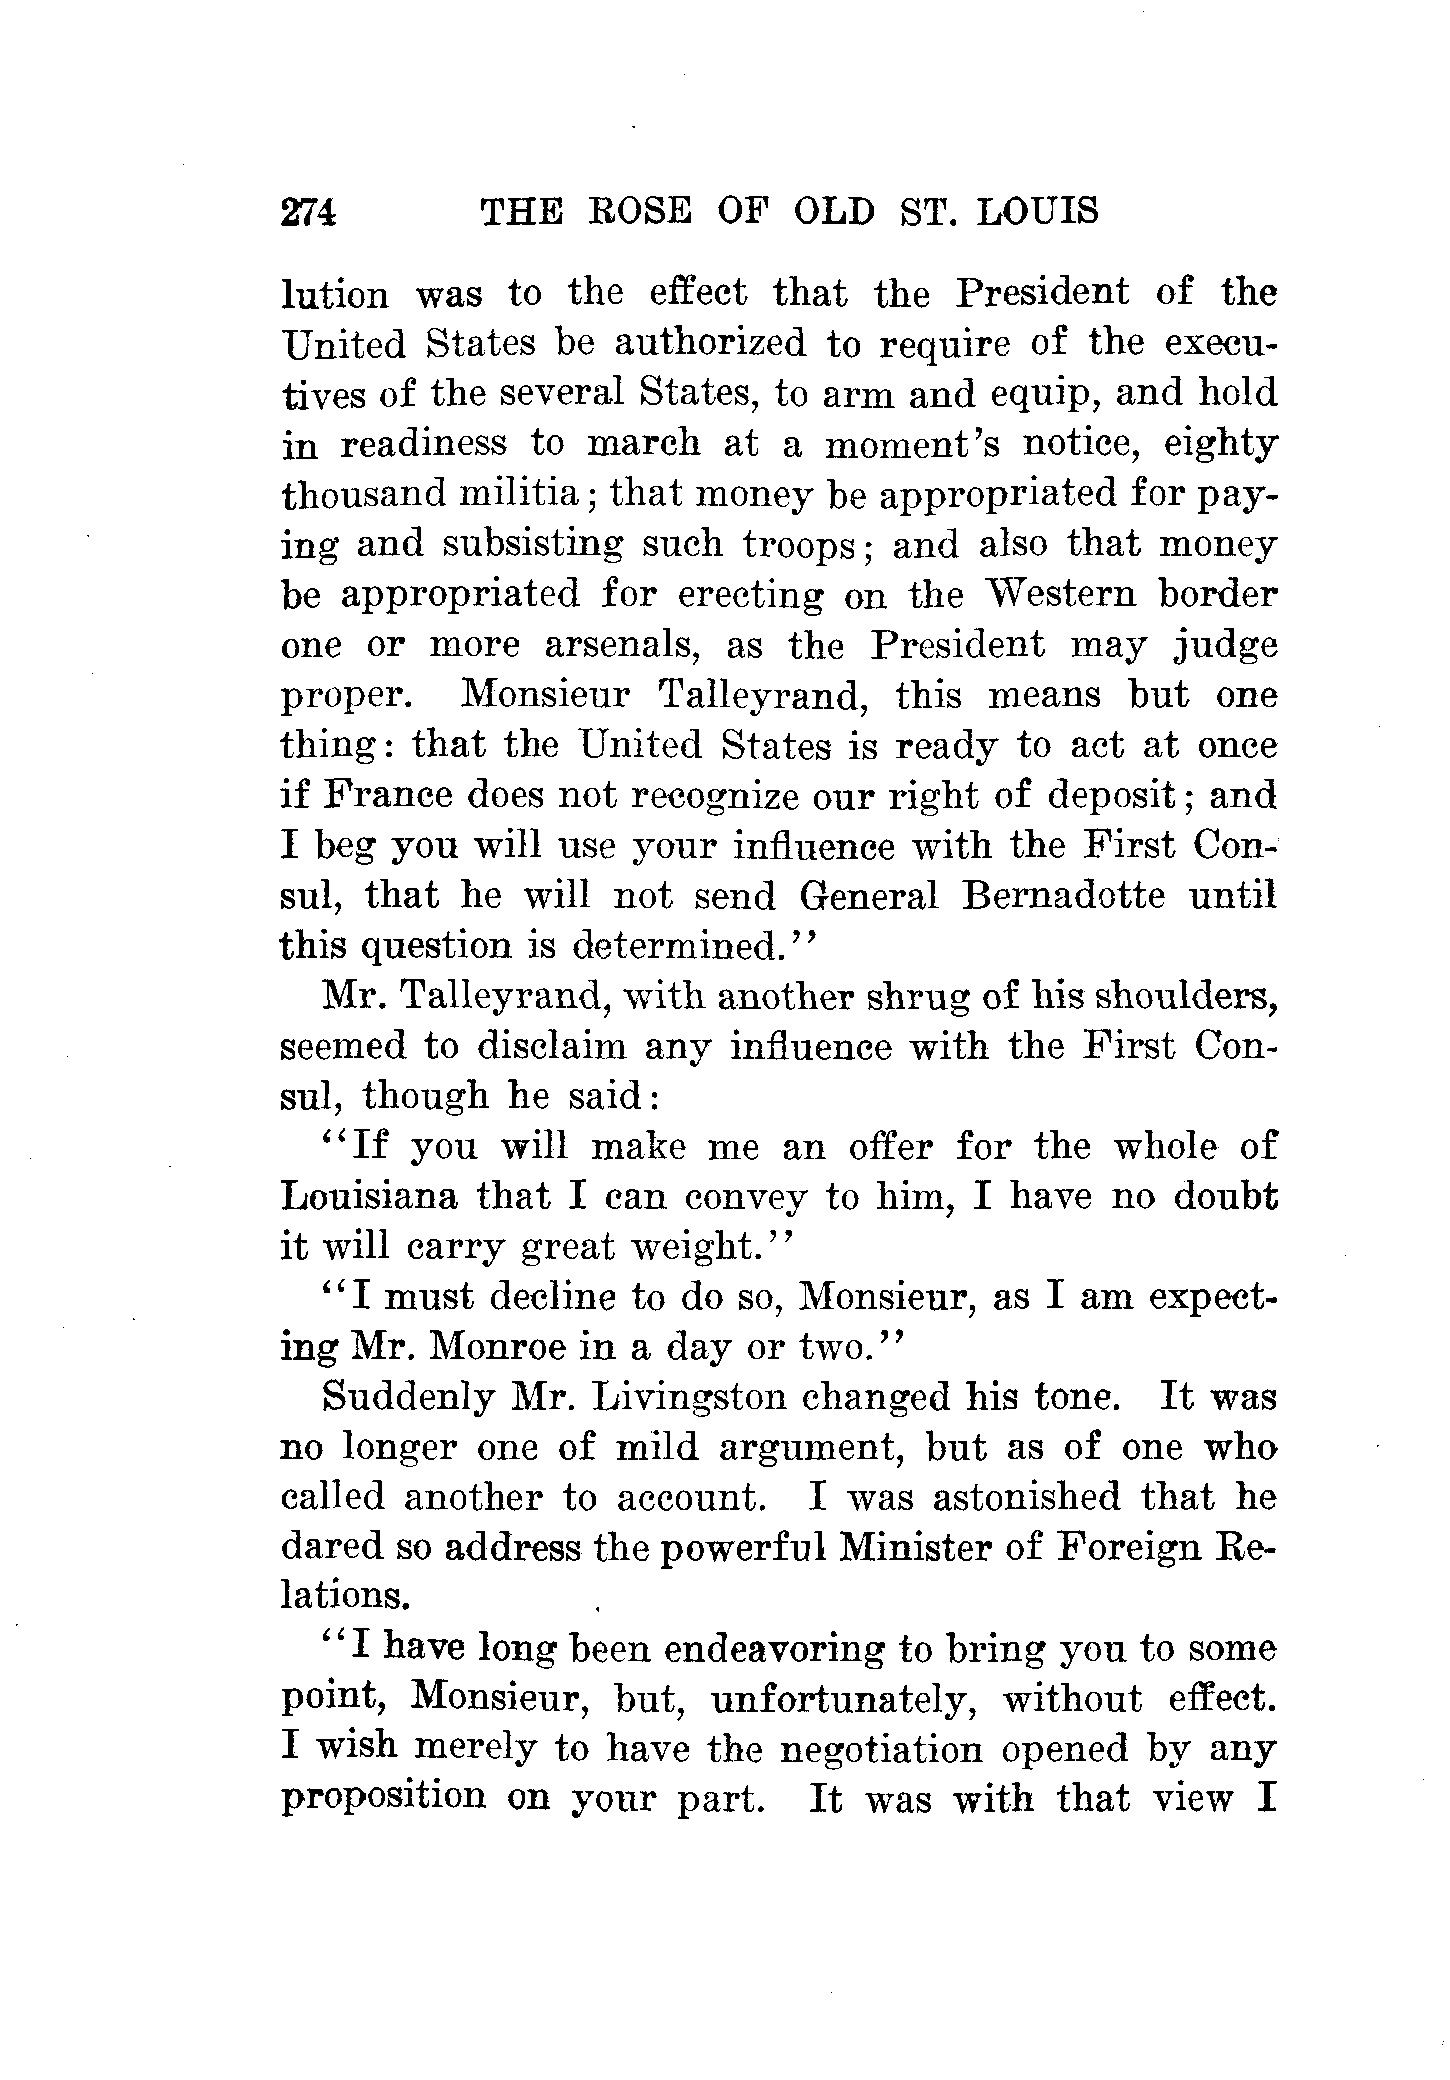 274 THE ROSE OF OLD ST. LOUIS
lution was to the effect that the President of the
United States be authorized to require of the execu-
tives of the several States, to arm and equip, and hold
in readiness to march at a moment's notice, eighty
thousand militia; that money be appropriated for pay-
ing and subsisting such troops; and also that money
be appropriated for erecting on the Western border
one or more arsenals, as the President may judge
proper. Monsieur Talleyrand, this means but one
thing: that the United States is ready to act at once
if France does not recognize our right of deposit; and
I beg you will use your influence with the First Con-
sul, that he will not send General Bernadotte until
this question is determined.''
Mr. Talleyrand, with another shrug of his shoulders,
seemed to disclaim any influence with the First Con-
sul, though he said:
"If you will make me an offer for the whole of
Louisiana that I can convey to him, I have no doubt
it will carry great weight.''
"I must decline to do so, Monsieur, as I am expect-
ing Mr. Monroe in a day or two.''
Suddenly Mr. Livingston changed his tone. It was
no longer one of mild argument, but as of one who
called another to account. I was astonished that he
dared so address the powerful Minister of Foreign Re-
lations.
"I have long been endeavoring to bring you to some
point, Monsieur, but, unfortunately, without effect.
I wish merely to have the negotiation opened by any
proposition on your part. It was with that view I